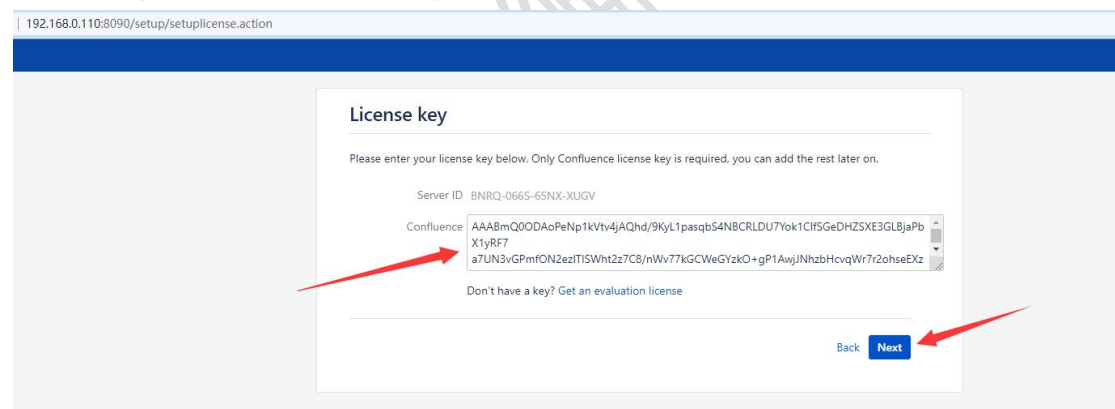 192.168.0.110:8090/setup/setuplicense.action
License key
Please enter your license key below. Only Confluence license key is required, you can add the rest later on.
Server ID BNRQ-066S-65NX-XUGV
Confluence AAABmQ0ODAoPeNp1kVtv4jAQhd/9KyL1pasqbS4NBCRLDU7Yok1CIfSGeDHZSXE3GLBjaPb
X1yRF7
a7UN3vGPmfON2ezITISWht2z7C8/nWv77kGCWeGYzkO+gP1AwjJNhzbHcvqWr7r2ohseEXz
Don't have a key? Get an evaluation license
Back Next